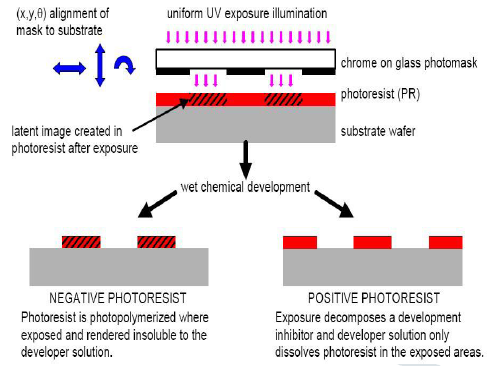 (x,y,θ) alignment of
mask to substrate
uniform UV exposure illumination
chrome on glass photomask
photoresist (PR)
latent image created in
photoresist after exposure
substrate wafer
wet chemical development
NEGATIVE PHOTORESIST
Photoresist is photopolymerized where
exposed and rendered insoluble to the
developer solution.
POSITIVE PHOTORESIST
Exposure decomposes a development
inhibitor and developer solution only
dissolves photoresist in the exposed areas.